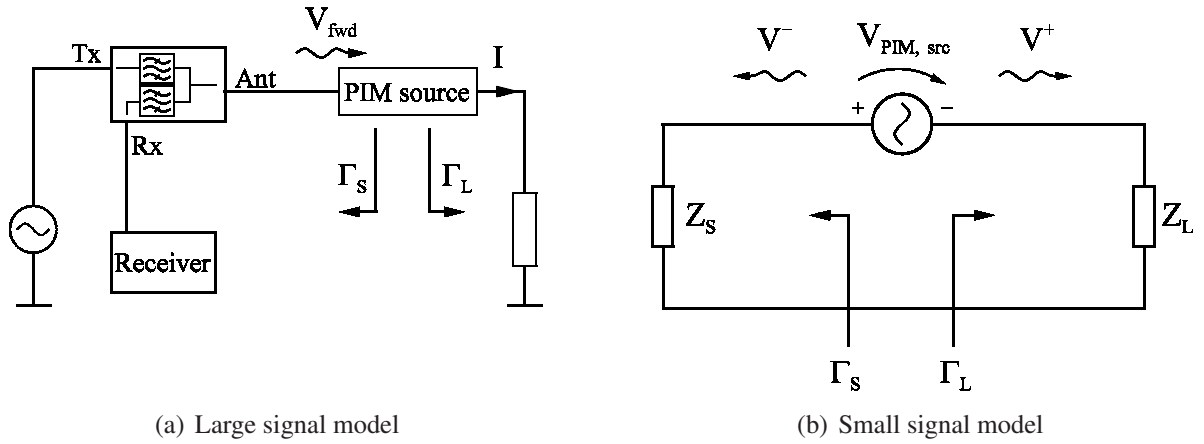 V_fwd
Tx
Ant
PIM source
I
Rx
Γ_S
Γ_L
Receiver
(a) Large signal model
V⁻
V_PIM, src
V⁺
+
−
Z_S
Z_L
Γ_S
Γ_L
(b) Small signal model